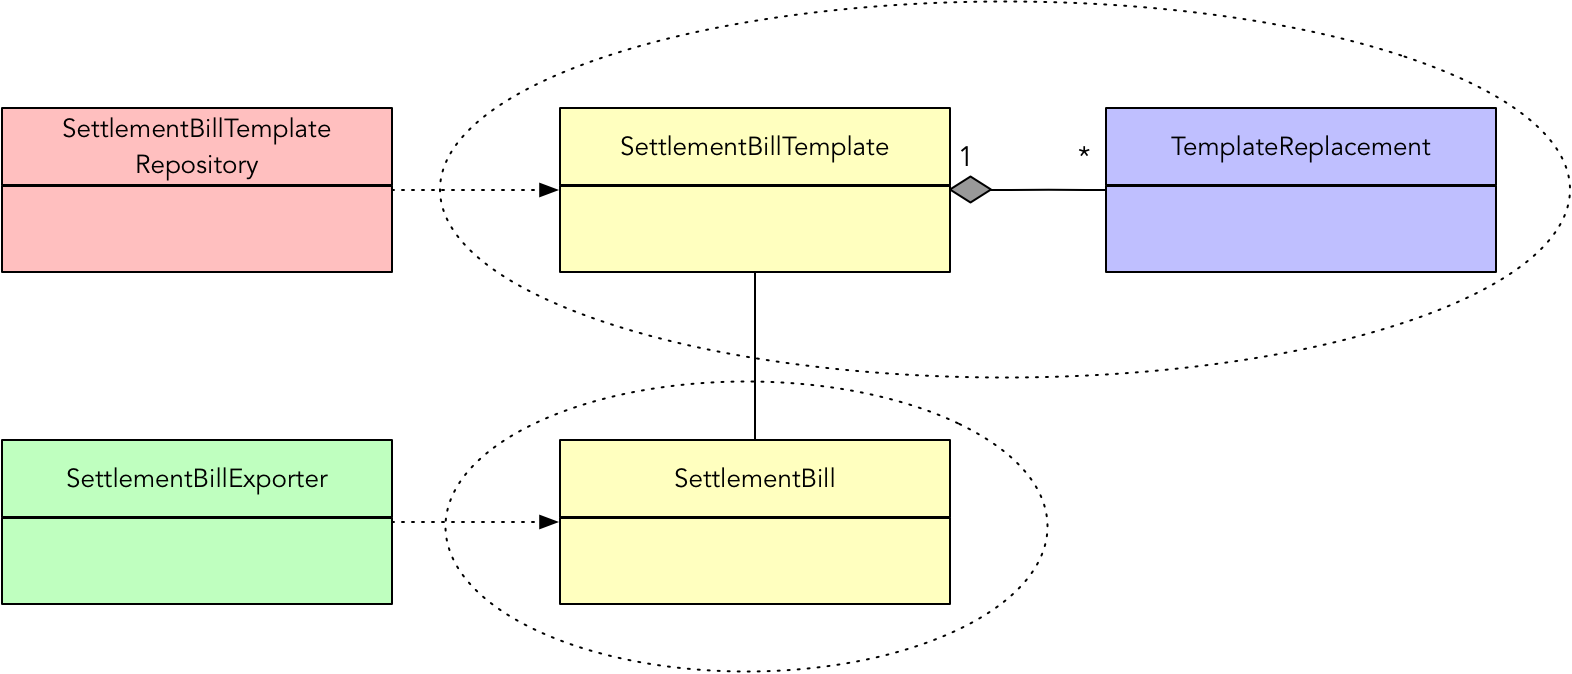 SettlementBillTemplate
Repository
SettlementBillTemplate
1
*
TemplateReplacement
SettlementBillExporter
SettlementBill